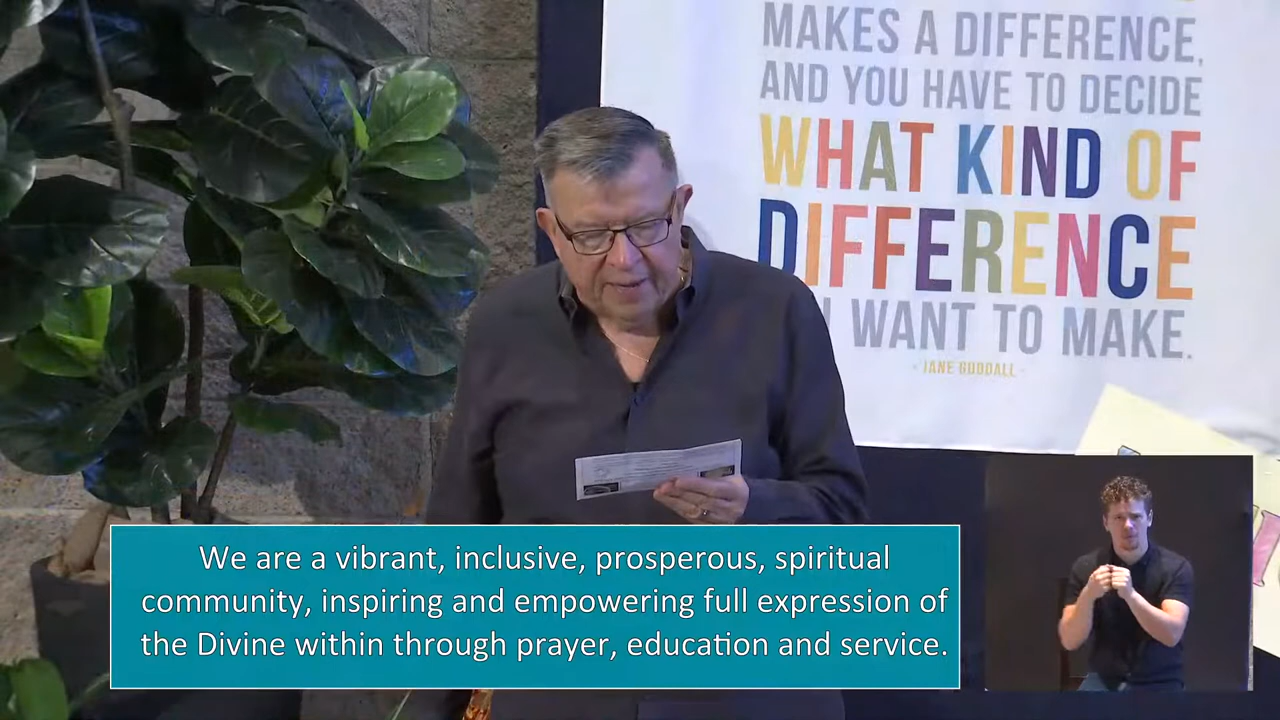 MAKES A DIFFERENCE,
AND YOU HAVE TO DECIDE
WHAT KIND OF
DIFFERENCE
WANT TO MAKE.
- JANE GOODALL -
We are a vibrant, inclusive, prosperous, spiritual
community, inspiring and empowering full expression of
the Divine within through prayer, education and service.